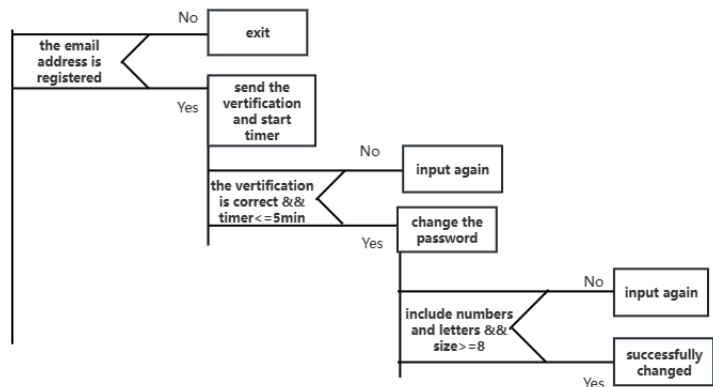 No
exit
the email
address is
registered
Yes
send the
vertification
and start
timer
No
input again
the vertification
is correct &&
timer<=5min
Yes
change the
password
No
input again
include numbers
and letters &&
size>=8
Yes
successfully
changed